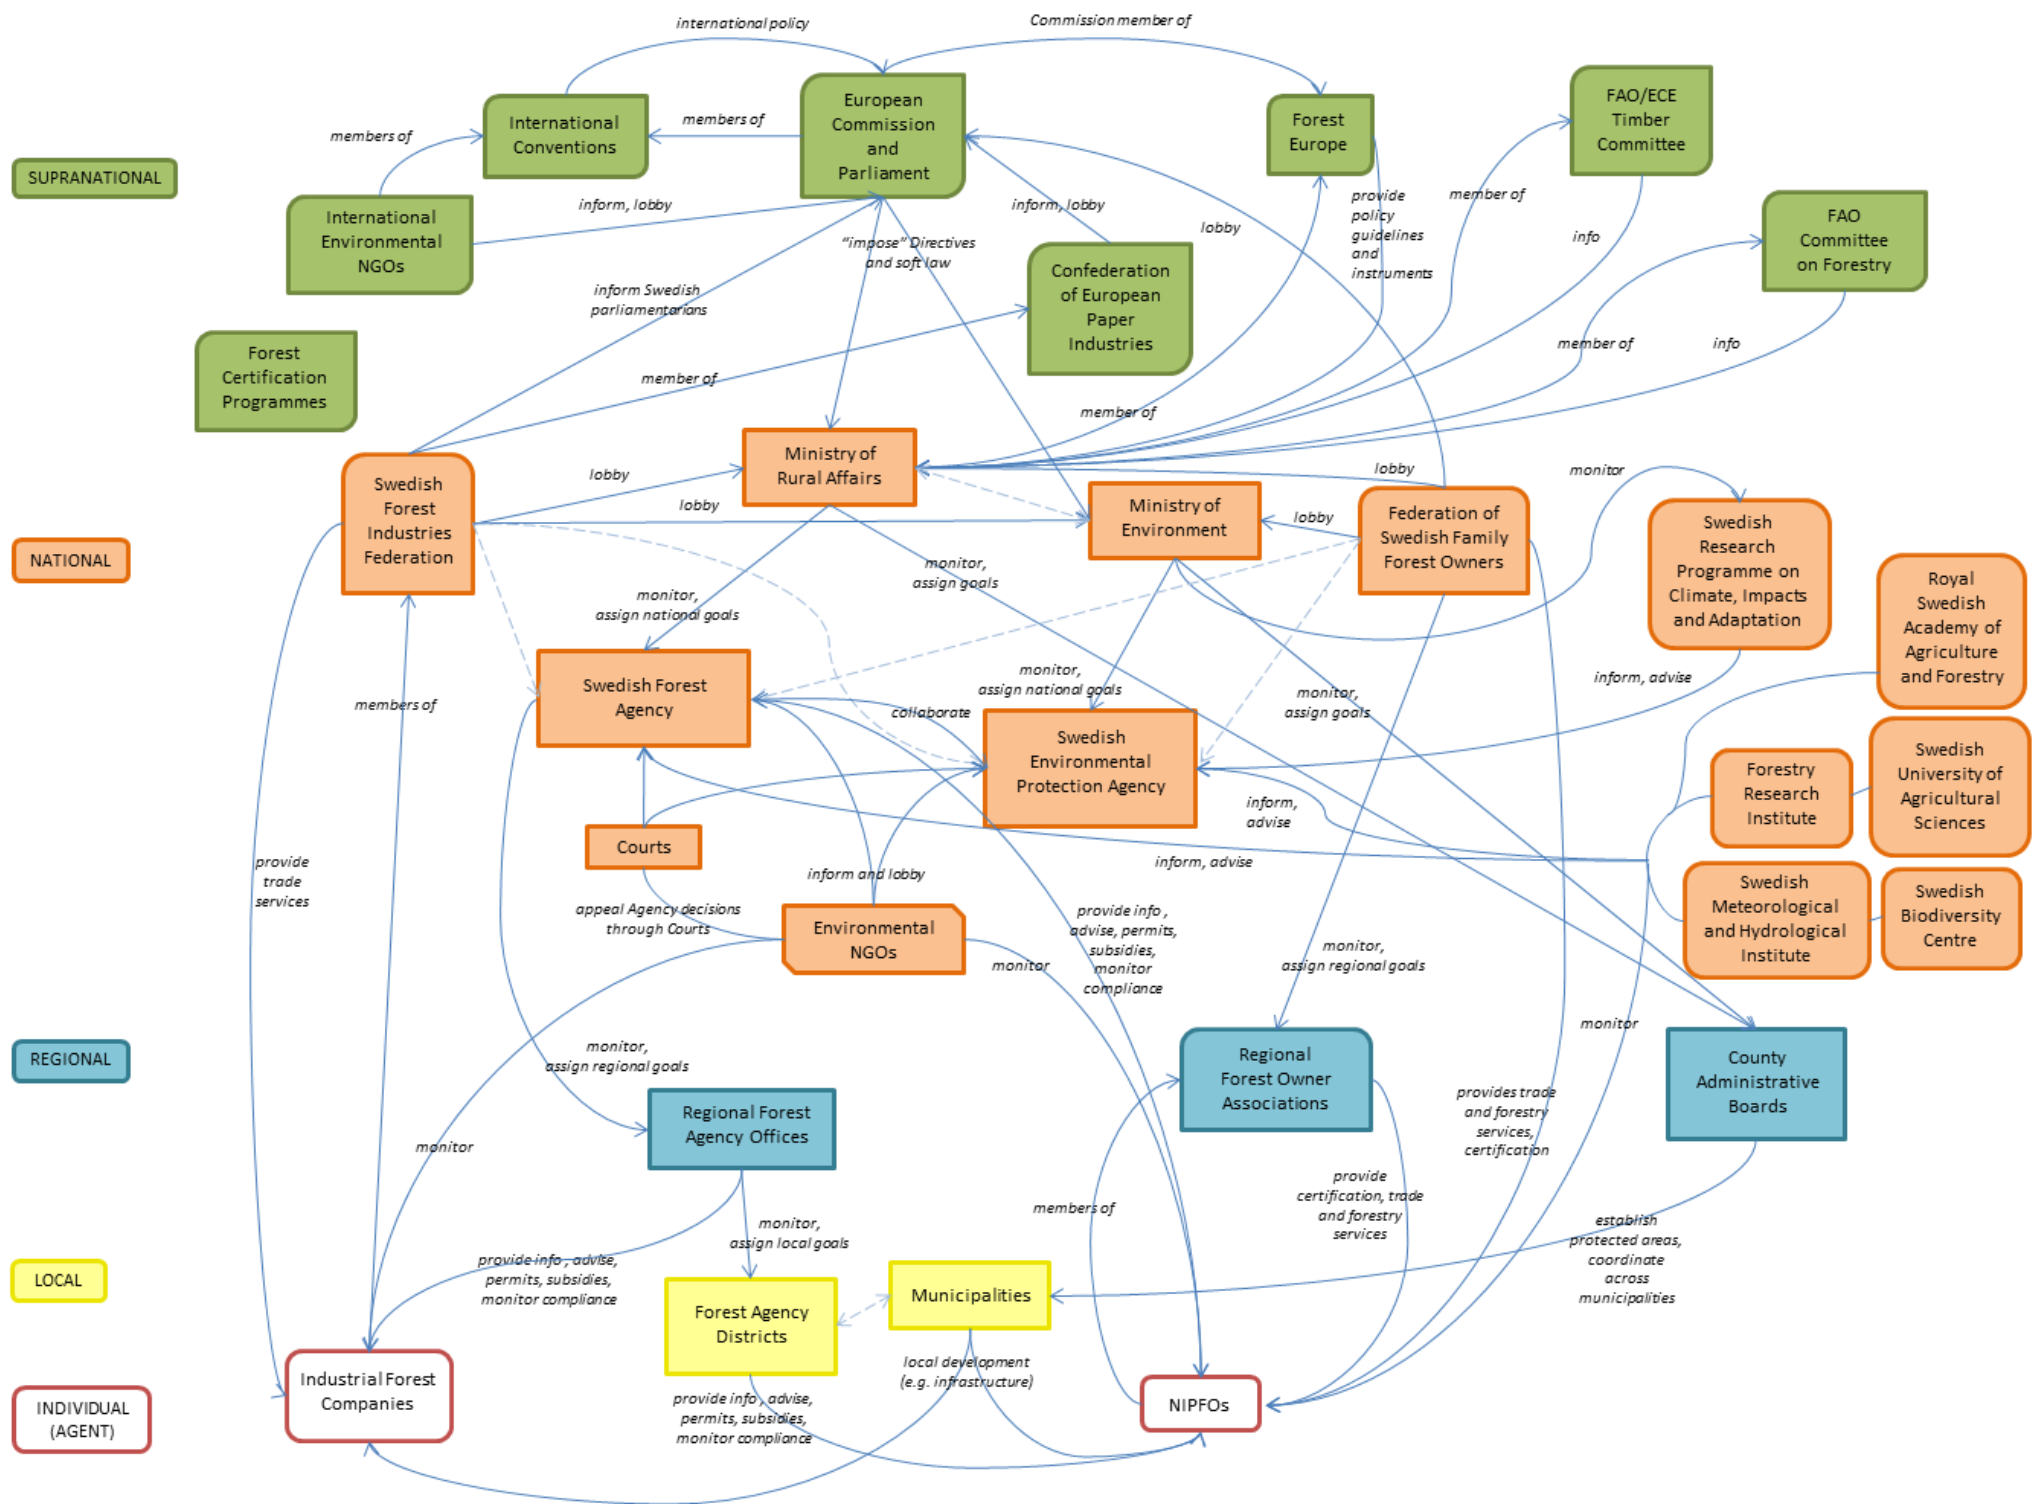 international policy
Commission member of
members of
International
Conventions
members of
European
Commission
and
Parliament
Forest
Europe
FAO/ECE
Timber
Committee
SUPRANATIONAL
International
Environmental
NGOs
inform, lobby
inform, lobby
lobby
provide
policy
guidelines
and
instruments
member of
info
FAO
Committee
on Forestry
"impose" Directives
and soft law
inform Swedish
parliamentarians
Confederation
of European
Paper
Industries
Forest
Certification
Programmes
member of
member of
member of
info
NATIONAL
Swedish
Forest
Industries
Federation
lobby
lobby
Ministry of
Rural Affairs
Ministry of
Environment
lobby
lobby
Federation of
Swedish Family
Forest Owners
monitor
Swedish
Research
Programme on
Climate, Impacts
and Adaptation
Royal
Swedish
Academy of
Agriculture
and Forestry
monitor,
assign national goals
monitor,
assign goals
monitor,
assign national goals
monitor,
assign goals
inform, advise
members of
Swedish Forest
Agency
collaborate
Swedish
Environmental
Protection Agency
Forestry
Research
Institute
Swedish
University of
Agricultural
Sciences
inform,
advise
inform, advise
Courts
provide
trade
services
inform and lobby
appeal Agency decisions
through Courts
Environmental
NGOs
monitor
provide info ,
advise, permits,
subsidies,
monitor
compliance
monitor,
assign regional goals
Swedish
Meteorological
and Hydrological
Institute
Swedish
Biodiversity
Centre
monitor
REGIONAL
monitor,
assign regional goals
Regional Forest
Agency Offices
Regional
Forest Owner
Associations
County
Administrative
Boards
monitor
provides trade
and forestry
services,
certification
members of
provide
certification, trade
and forestry
services
monitor,
assign local goals
establish
protected areas,
coordinate
across
municipalities
LOCAL
provide info , advise,
permits, subsidies,
monitor compliance
Forest Agency
Districts
Municipalities
local development
(e.g. infrastructure)
INDIVIDUAL
(AGENT)
Industrial Forest
Companies
provide info , advise,
permits, subsidies,
monitor compliance
NIPFOs